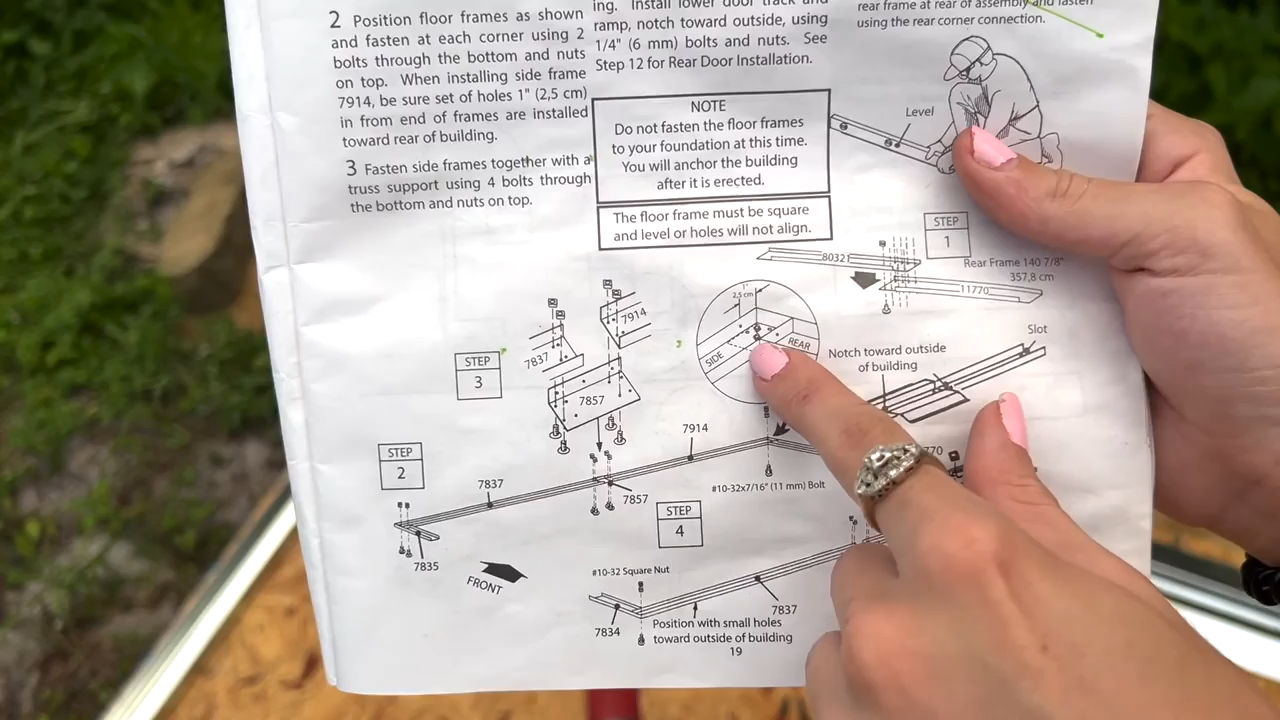 2 Position floor frames as shown
and fasten at each corner using 2
bolts through the bottom and nuts
on top. When installing side frame
7914, be sure set of holes 1" (2,5 cm)
in from end of frames are installed
toward rear of building.
3 Fasten side frames together with a
truss support using 4 bolts through
the bottom and nuts on top.
ing. Install lower door track and
ramp, notch toward outside, using
1/4" (6 mm) bolts and nuts. See
Step 12 for Rear Door Installation.
NOTE
Do not fasten the floor frames
to your foundation at this time.
You will anchor the building
after it is erected.
The floor frame must be square
and level or holes will not align.
rear frame at rear of assembly and fasten
using the rear corner connection.
Level
STEP
1
80321
Rear Frame 140 7/8"
357,8 cm
11770
1"
2,5 cm
SIDE
REAR
Slot
Notch toward outside
of building
7914
7837
STEP
3
7857
7914
STEP
2
7837
7857
#10-32x7/16" (11 mm) Bolt
STEP
4
7835
FRONT
#10-32 Square Nut
7837
7834
Position with small holes
toward outside of building
19